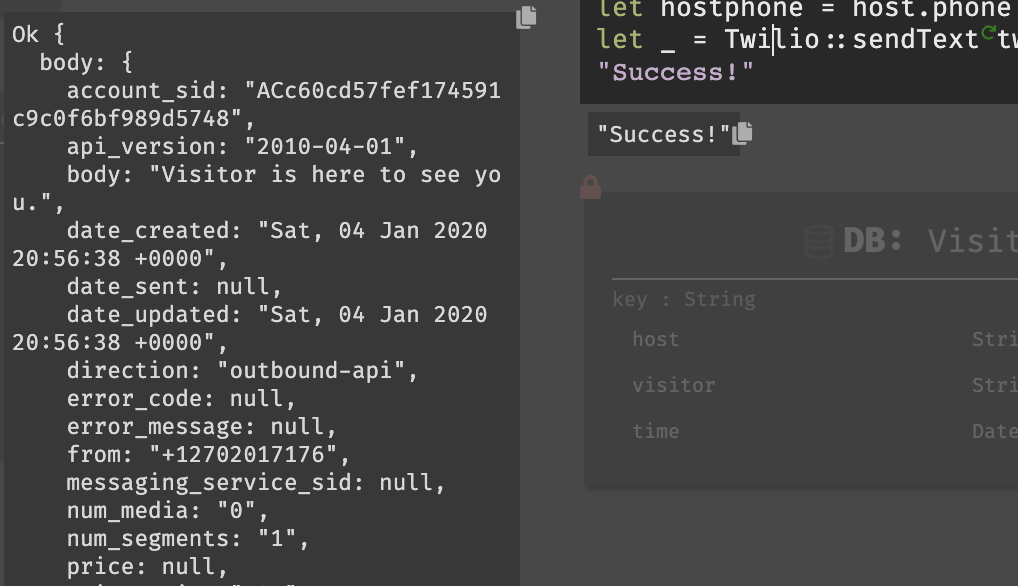 Ok {
body: {
account_sid: "ACc60cd57fef174591
c9c0f6bf989d5748",
api_version: "2010-04-01",
body: "Visitor is here to see yo
u.",
date_created: "Sat, 04 Jan 2020
20:56:38 +0000",
date_sent: null,
date_updated: "Sat, 04 Jan 2020
20:56:38 +0000",
direction: "outbound-api",
error_code: null,
error_message: null,
from: "+12702017176",
messaging_service_sid: null,
num_media: "0",
num_segments: "1",
price: null,
let hostphone = host.phone
let _ = Twilio::sendText tw
"Success!"
"Success!"
DB: Visit
key : String
host Stri
visitor Stri
time Date